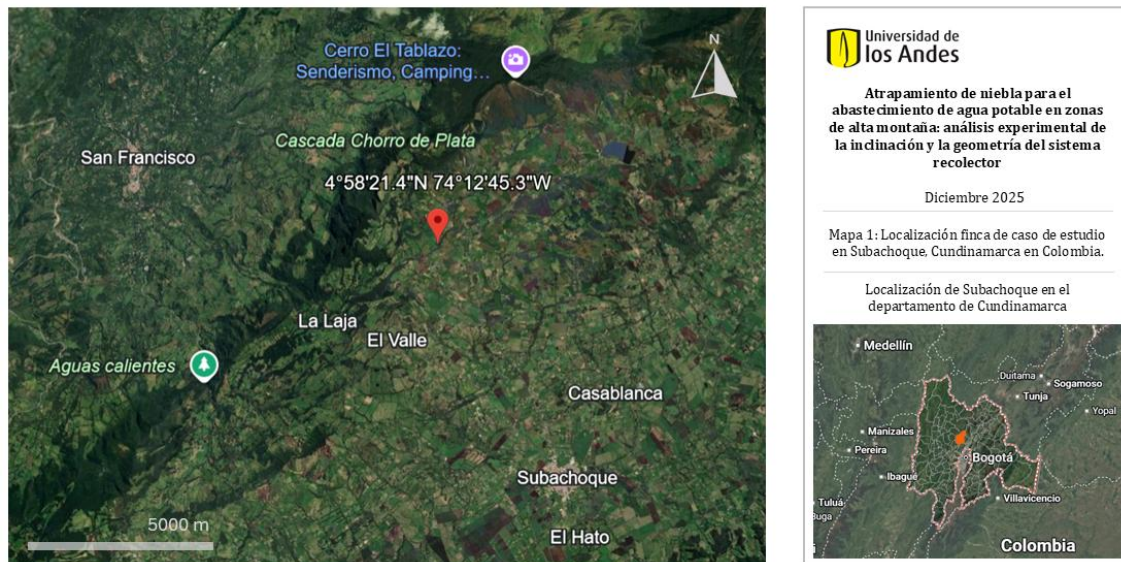 Cerro El Tablazo:
Senderismo, Camping...
N
Cascada Chorro de Plata
San Francisco
4°58'21.4"N 74°12'45.3"W
La Laja
El Valle
Aguas calientes
Casablanca
Subachoque
5000 m
El Hato
Universidad de
los Andes
Atrapamiento de niebla para el
abastecimiento de agua potable en zonas
de alta montaña: análisis experimental de
la inclinación y la geometría del sistema
recolector
Diciembre 2025
Mapa 1: Localización finca de caso de estudio
en Subachoque, Cundinamarca en Colombia.
Localización de Subachoque en el
departamento de Cundinamarca
Medellín
Duitama
Sogamoso
Tunja
Yopal
Manizales
Pereira
Bogotá
Ibagué
Villavicencio
Tuluá
Buga
i
Colombia